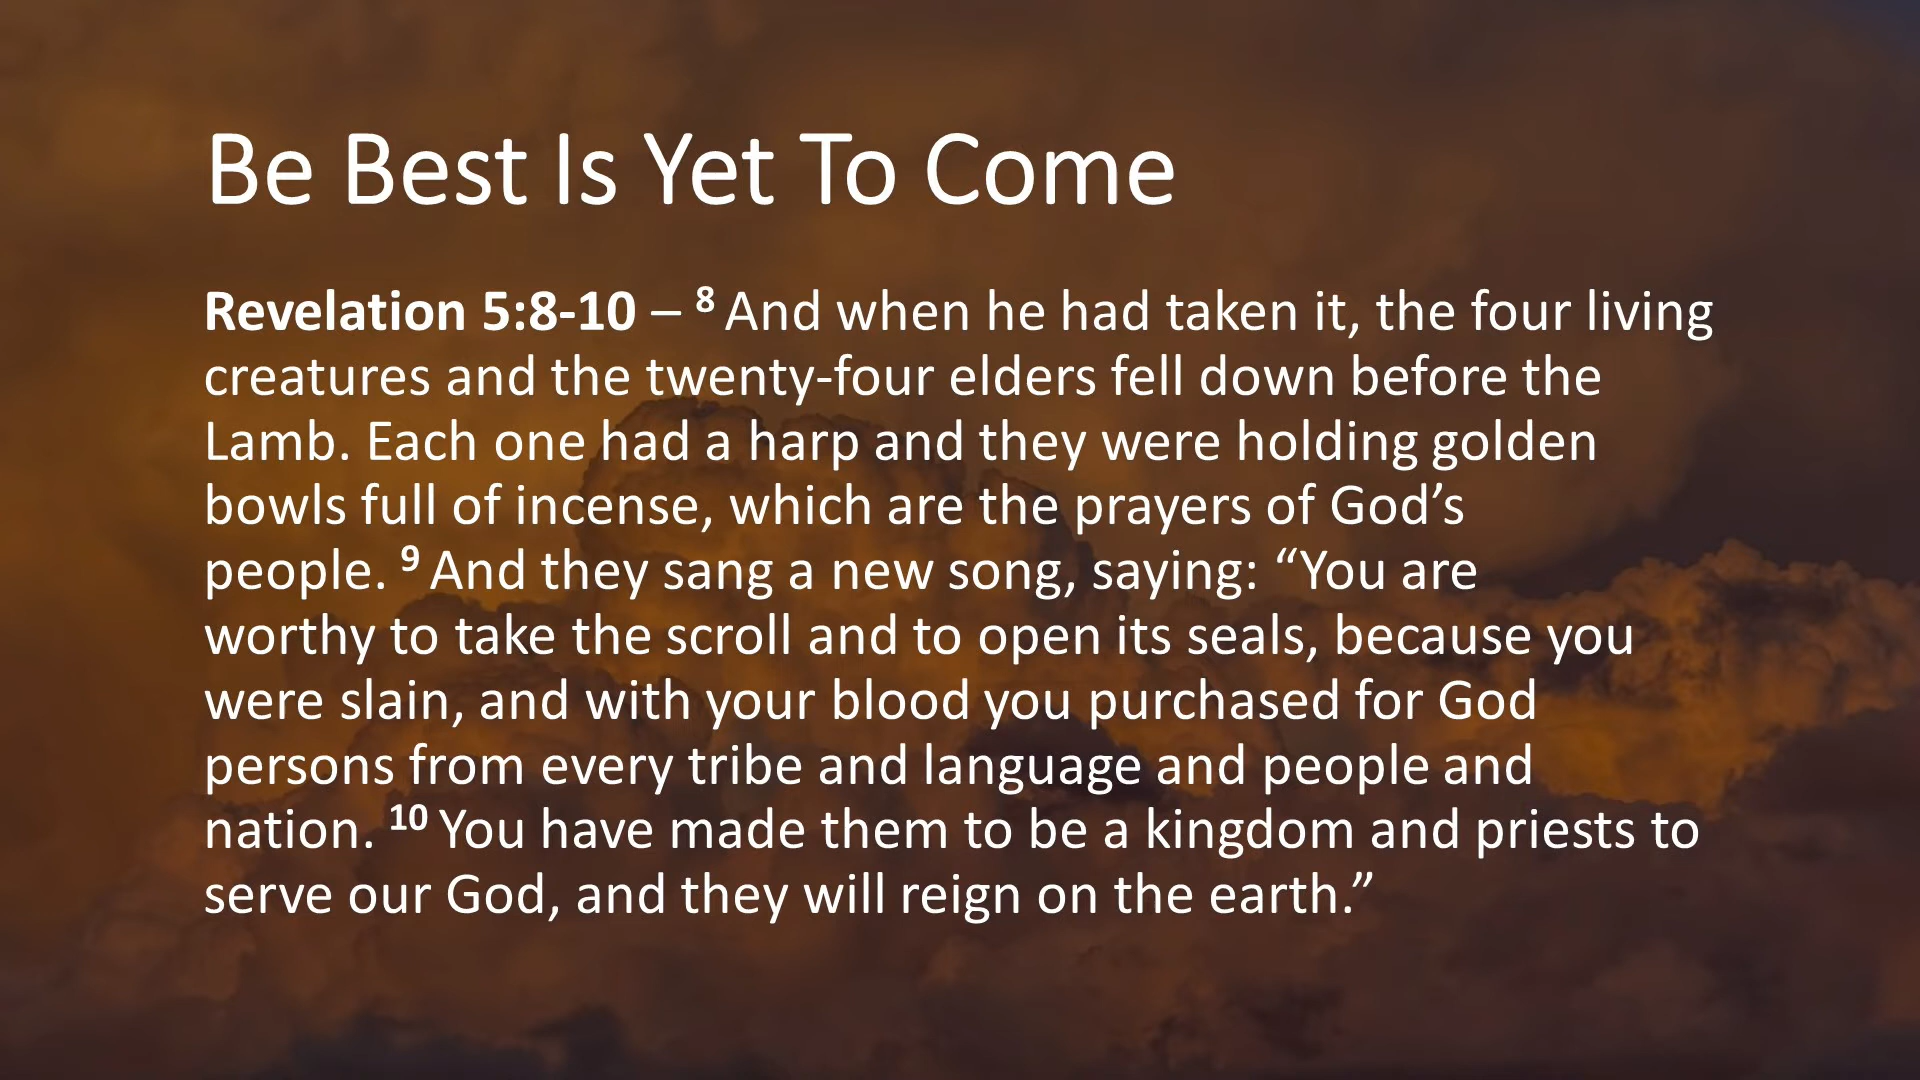 Be Best Is Yet To Come
Revelation 5:8-10 – ⁸ And when he had taken it, the four living
creatures and the twenty-four elders fell down before the
Lamb. Each one had a harp and they were holding golden
bowls full of incense, which are the prayers of God’s
people. ⁹ And they sang a new song, saying: “You are
worthy to take the scroll and to open its seals, because you
were slain, and with your blood you purchased for God
persons from every tribe and language and people and
nation. ¹⁰ You have made them to be a kingdom and priests to
serve our God, and they will reign on the earth.”